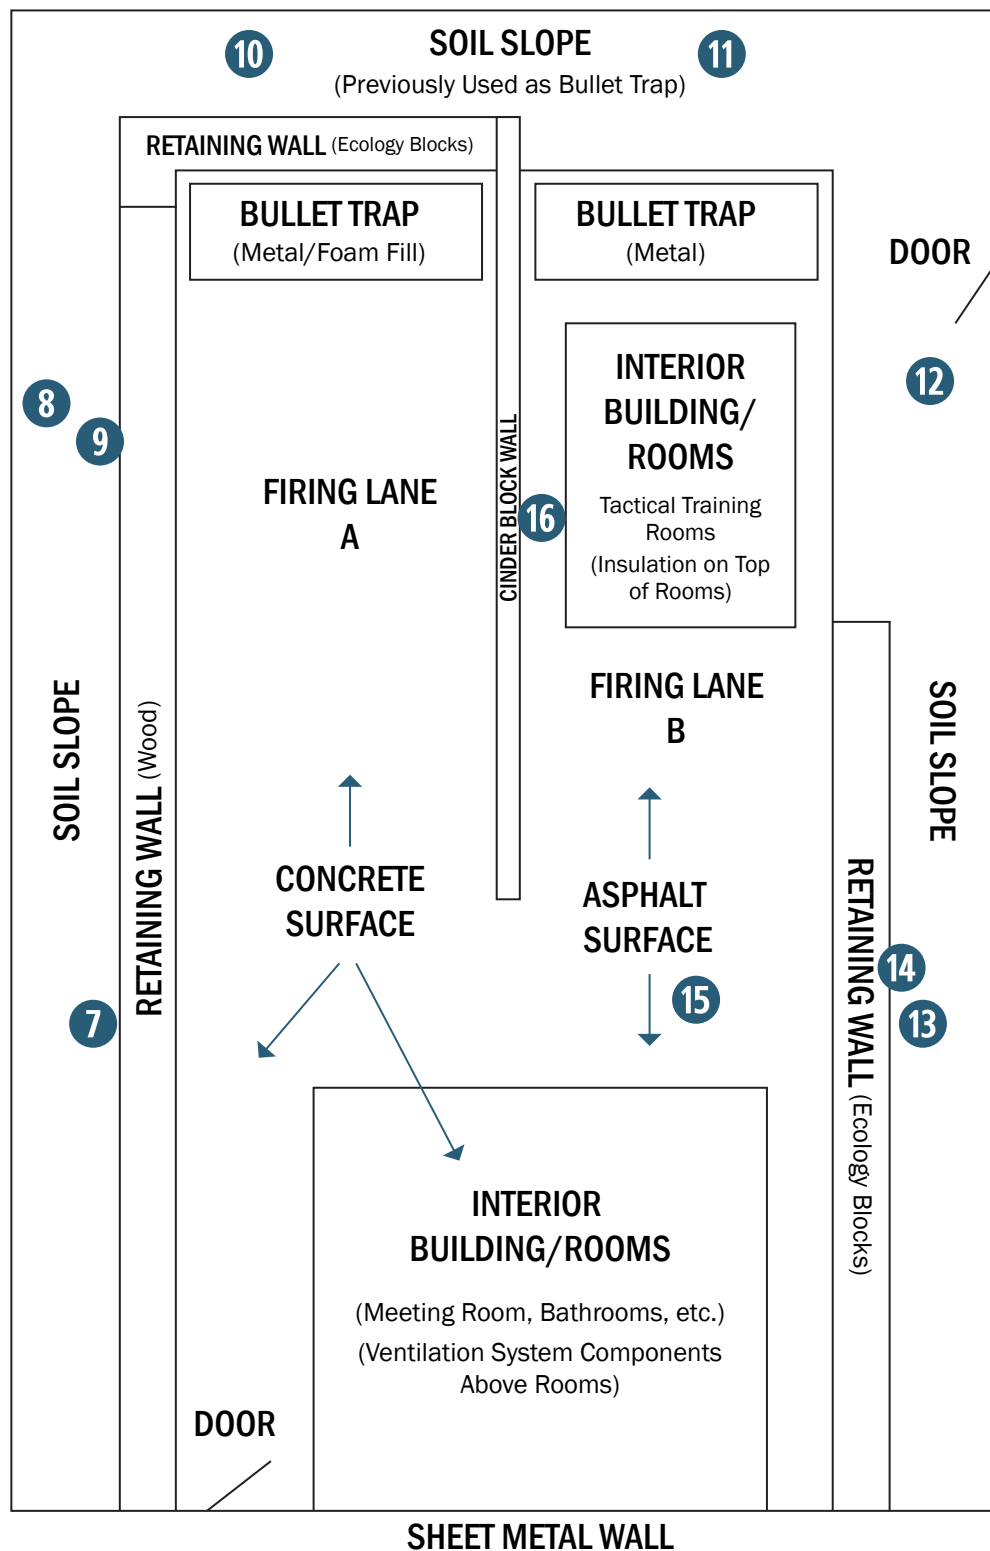 10
SOIL SLOPE
11
(Previously Used as Bullet Trap)
RETAINING WALL (Ecology Blocks)
BULLET TRAP
(Metal/Foam Fill)
BULLET TRAP
(Metal)
DOOR
INTERIOR
BUILDING/
ROOMS
Tactical Training
Rooms
(Insulation on Top
of Rooms)
12
8
9
FIRING LANE
A
CINDER BLOCK WALL
16
FIRING LANE
B
SOIL SLOPE
RETAINING WALL (Wood)
SOIL SLOPE
CONCRETE
SURFACE
ASPHALT
SURFACE
RETAINING WALL (Ecology Blocks)
14
15
13
7
INTERIOR
BUILDING/ROOMS
(Meeting Room, Bathrooms, etc.)
(Ventilation System Components
Above Rooms)
DOOR
SHEET METAL WALL